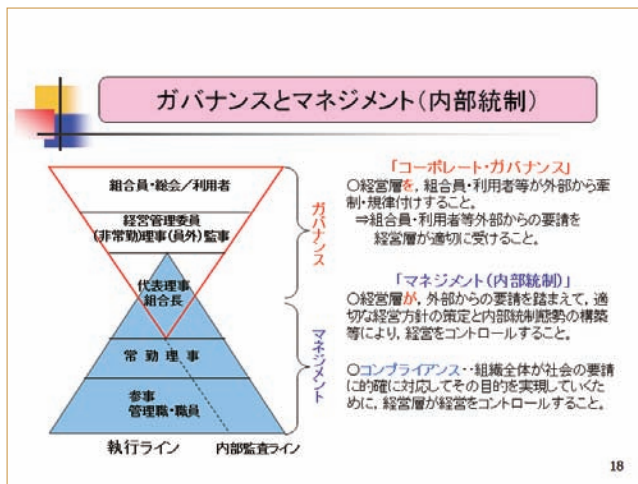 ガバナンスとマネジメント(内部統制)
組合員・総会/利用者
経営管理委員
(非常勤)理事(員外)監事
代表理事
組合長
常勤理事
参事
管理職・職員
執行ライン
内部監査ライン
ガバナンス
マネジメント
「コーポレート・ガバナンス」
〇経営層を,組合員・利用者等が外部から牽
制・規律付けすること。
⇒組合員・利用者等外部からの要請を
経営層が適切に受けること。
「マネジメント(内部統制)」
〇経営層が,外部からの要請を踏まえて,適
切な経営方針の策定と内部統制態勢の構築
等により,経営をコントロールすること。
〇コンプライアンス・・組織全体が社会の要請
に的確に対応してその目的を実現していくた
めに,経営層が経営をコントロールすること。
18